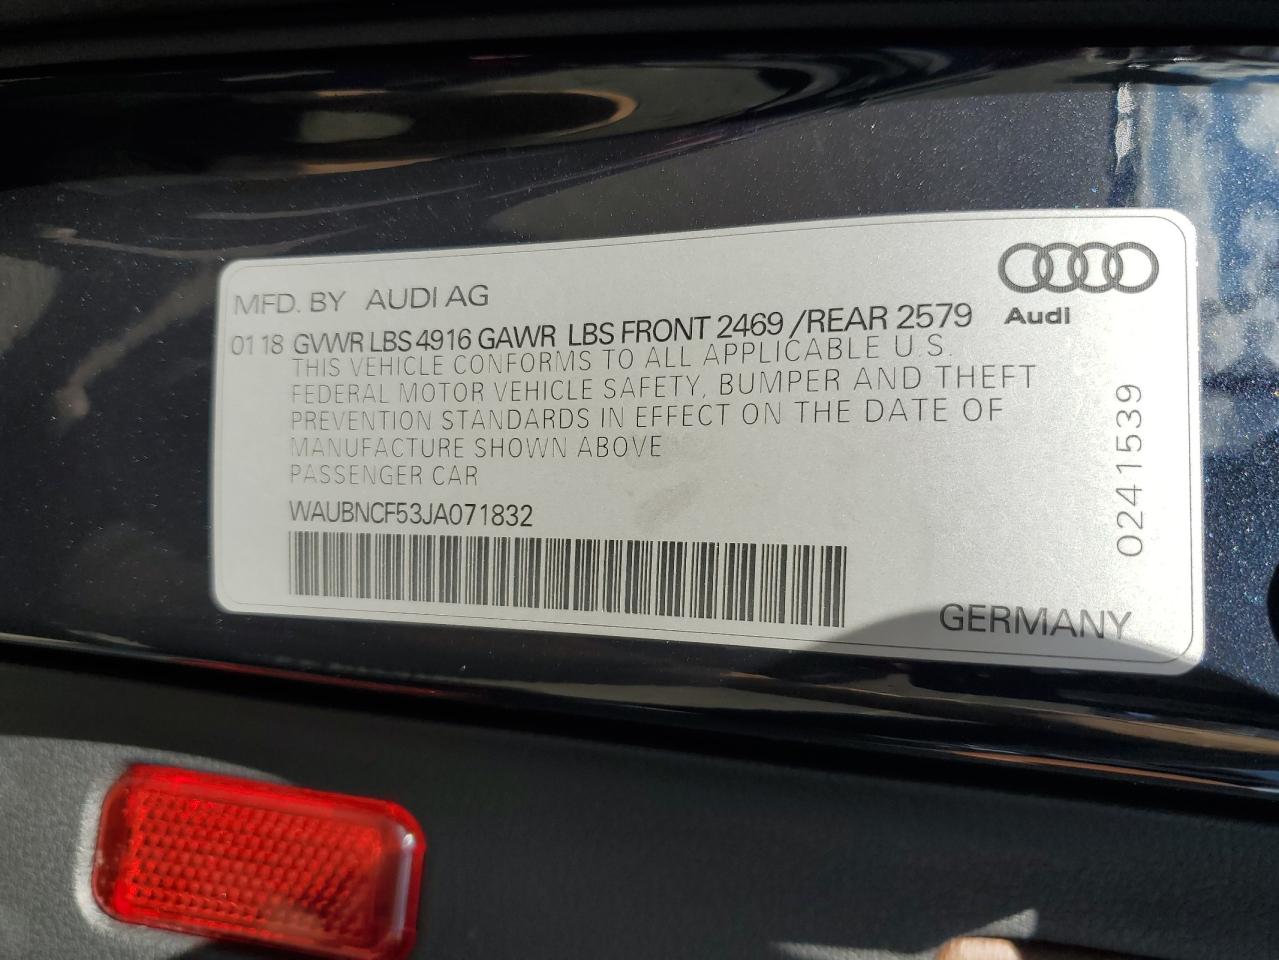 MFD. BY AUDI AG
0118 GVWR LBS 4916 GAWR LBS FRONT 2469 /REAR 2579
Audi
THIS VEHICLE CONFORMS TO ALL APPLICABLE U.S.
FEDERAL MOTOR VEHICLE SAFETY, BUMPER AND THEFT
PREVENTION STANDARDS IN EFFECT ON THE DATE OF
MANUFACTURE SHOWN ABOVE
PASSENGER CAR
WAUBNCF53JA071832
0241539
GERMANY